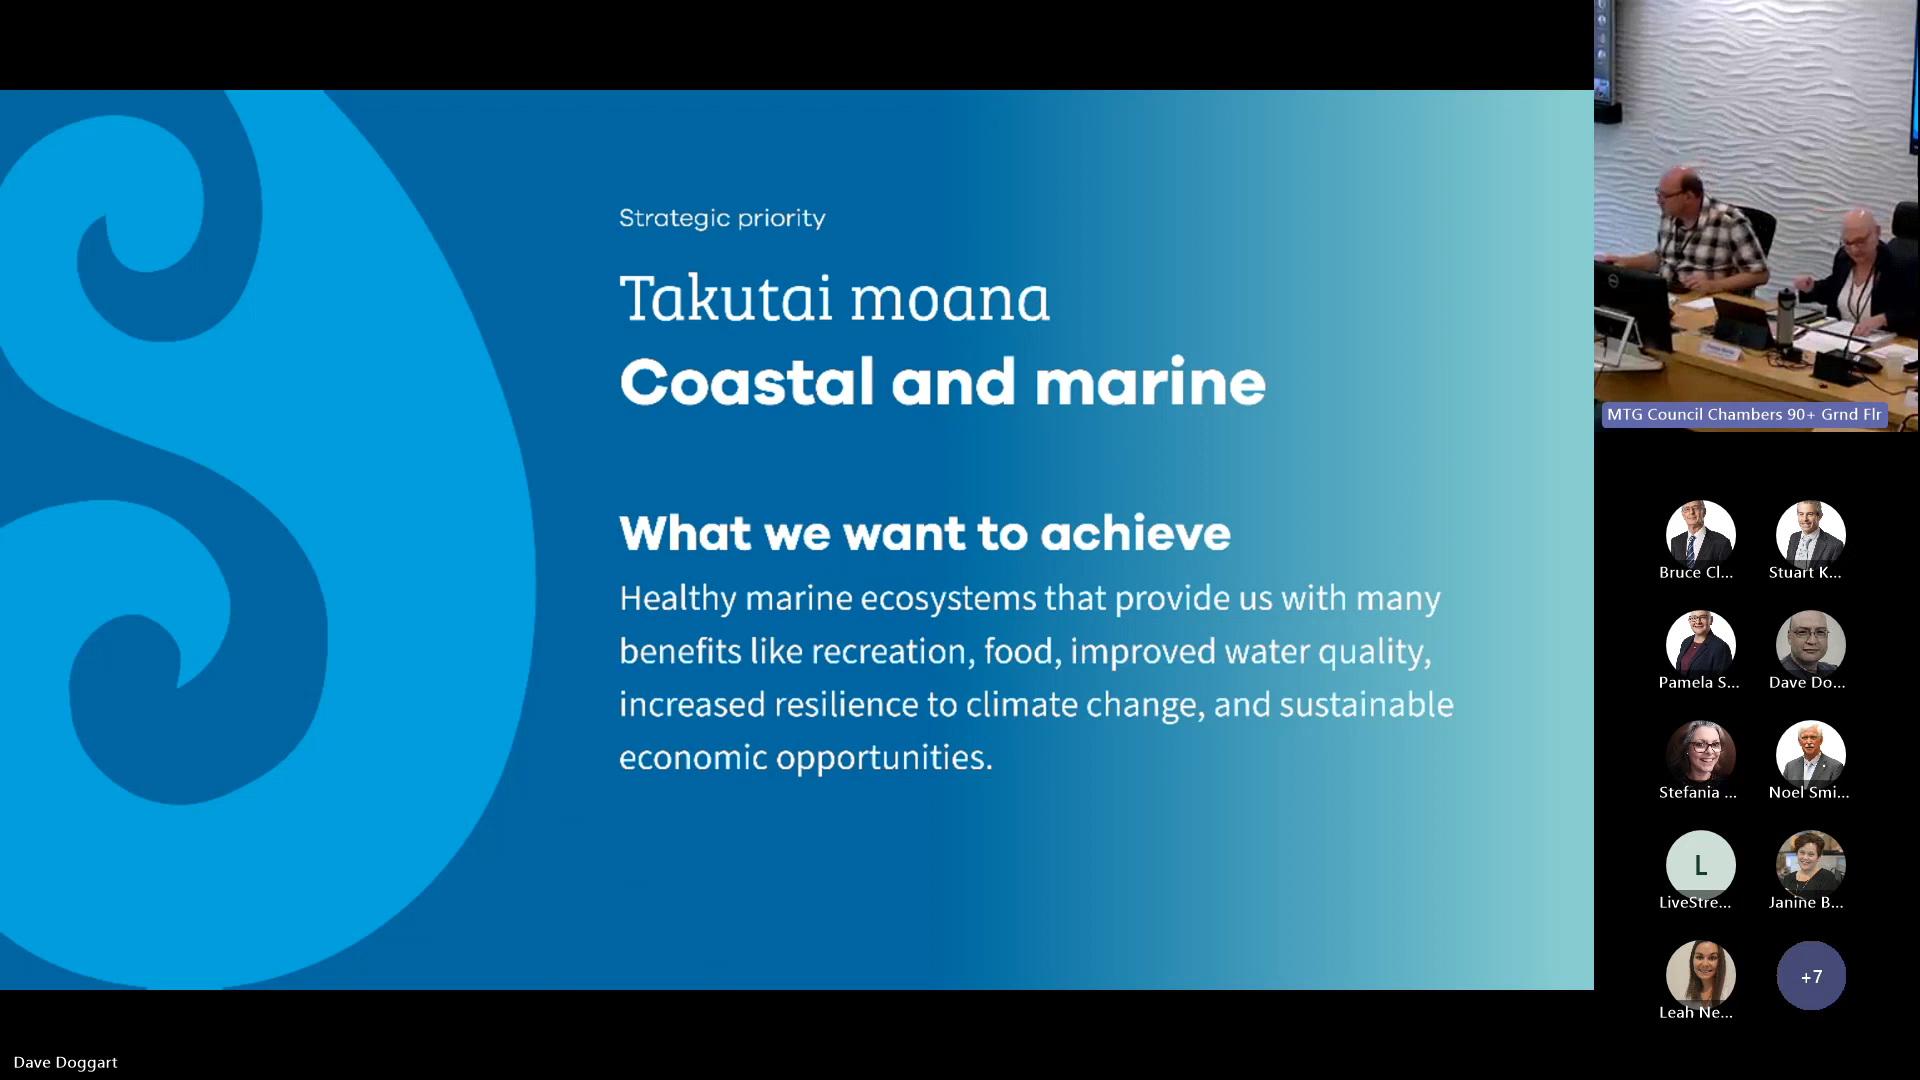 Strategic priority
Takutai moana
Coastal and marine
What we want to achieve
Healthy marine ecosystems that provide us with many
benefits like recreation, food, improved water quality,
increased resilience to climate change, and sustainable
economic opportunities.
MTG Council Chambers 90+ Grnd Flr
Bruce Cl...
Stuart K...
Pamela S...
Dave Do...
Stefania ...
Noel Smi...
L
LiveStre...
Janine B...
Leah Ne...
+7
Dave Doggart